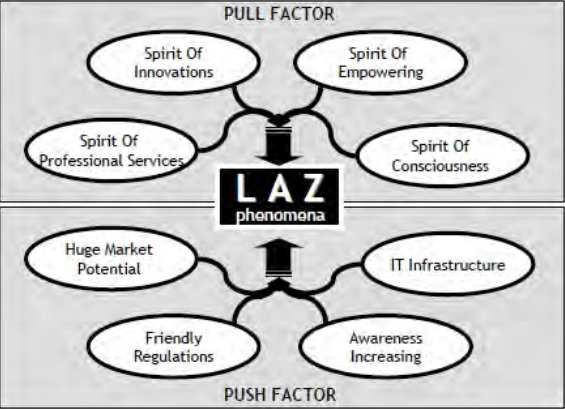 PULL FACTOR
Spirit Of
Innovations
Spirit Of
Empowering
Spirit Of
Professional Services
Spirit Of
Consciousness
LAZ
phenomena
Huge Market
Potential
IT Infrastructure
Friendly
Regulations
Awareness
Increasing
PUSH FACTOR